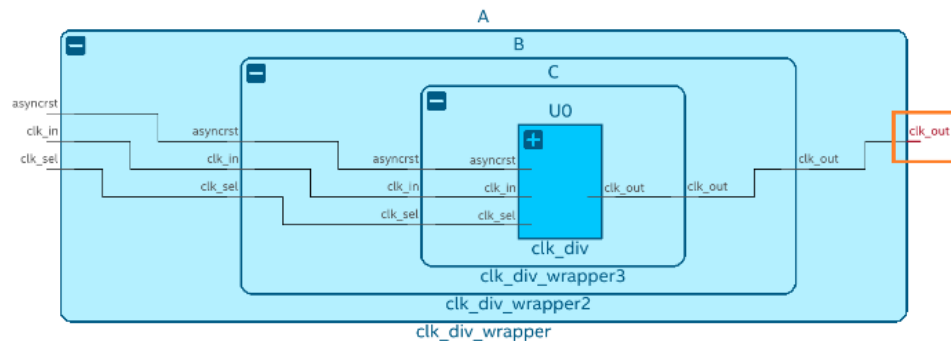 A
B
C
U0
asyncrst
clk_in
clk_sel
asyncrst
clk_in
clk_sel
asyncrst
clk_in
clk_sel
asyncrst
clk_in
clk_sel
clk_out
clk_out
clk_out
clk_out
clk_div
clk_div_wrapper3
clk_div_wrapper2
clk_div_wrapper